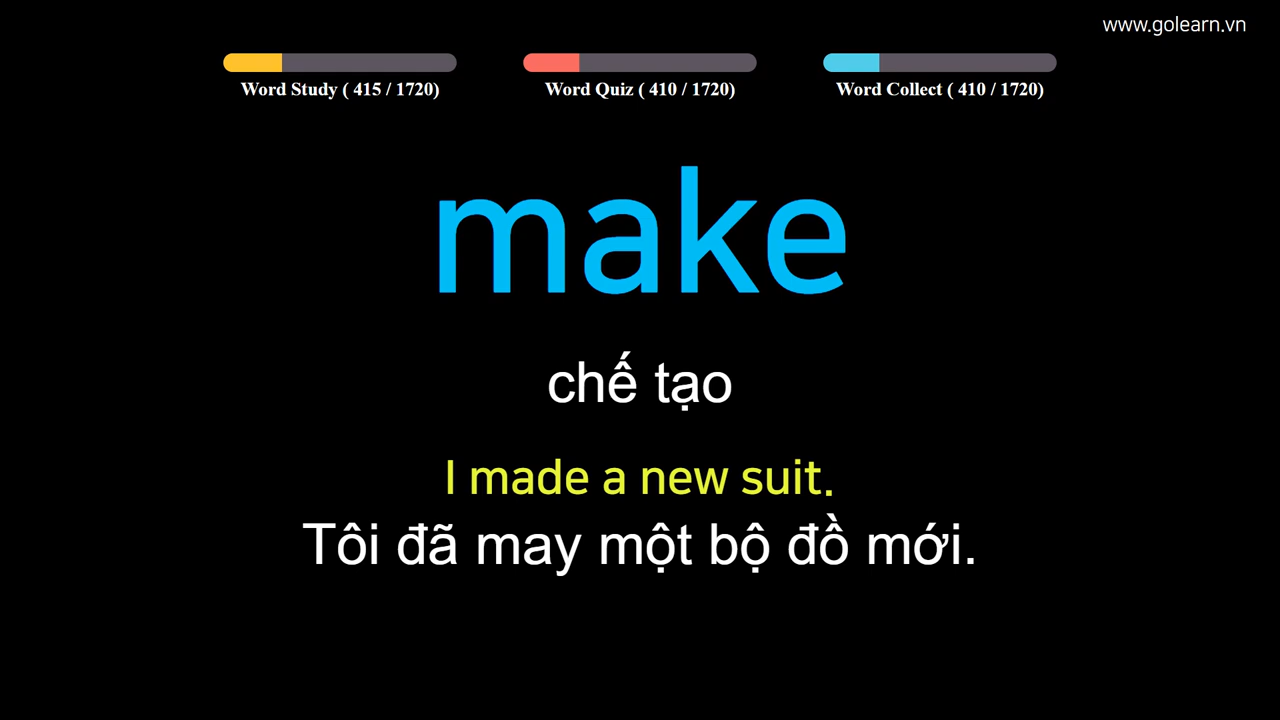 www.golearn.vn
Word Study ( 415 / 1720)
Word Quiz ( 410 / 1720)
Word Collect ( 410 / 1720)
make
chế tạo
I made a new suit.
Tôi đã may một bộ đồ mới.